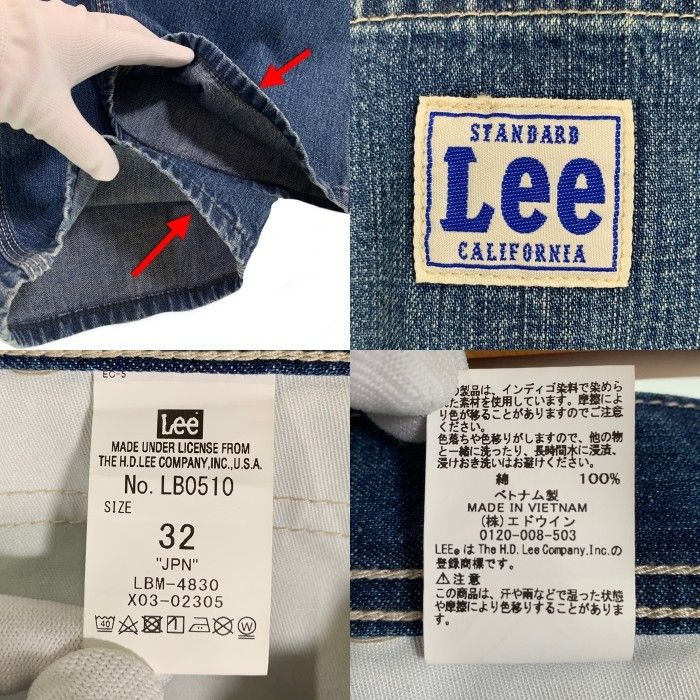 STANDARD
Lee
CALIFORNIA
EC-5
Lee
MADE UNDER LICENSE FROM
THE H.D.LEE COMPANY,INC.,U.S.A.
No. LB0510
SIZE
32
"JPN"
LBM-4830
X03-02305
40
W
の製品は、インディゴ染料で染めら
れた素材を使用しています。摩擦によ
り色が移ることがありますのでご注意
ください。
色落ちや色移りがしますので、他の物
と一緒に洗ったり、長時間水に浸漬、
浸けおき洗いはお避けください。
綿 100%
ベトナム製
MADE IN VIETNAM
(株)エドウイン
0120-008-503
LEE® は The H.D. Lee Company,Inc.の
登録商標です。
⚠注意
この商品は、汗や雨などで湿った状態
や摩擦により色移りする事があります。